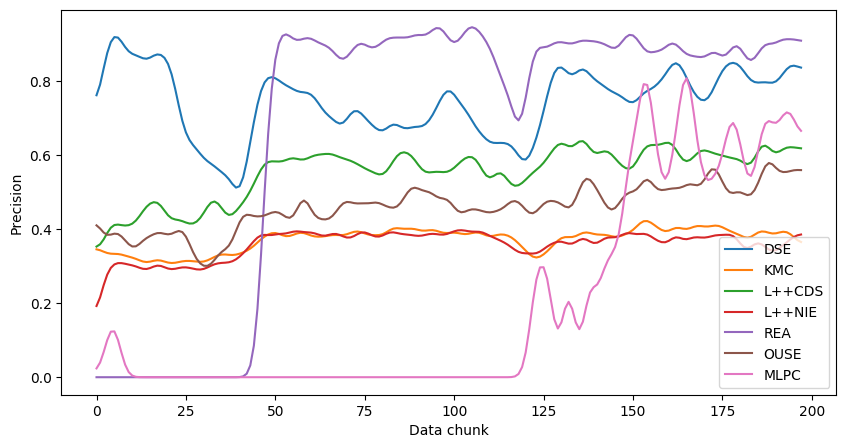 Precision
0.8
0.6
0.4
0.2
0.0
0 25 50 75 100 125 150 175 200
Data chunk
DSE
KMC
L++CDS
L++NIE
REA
OUSE
MLPC